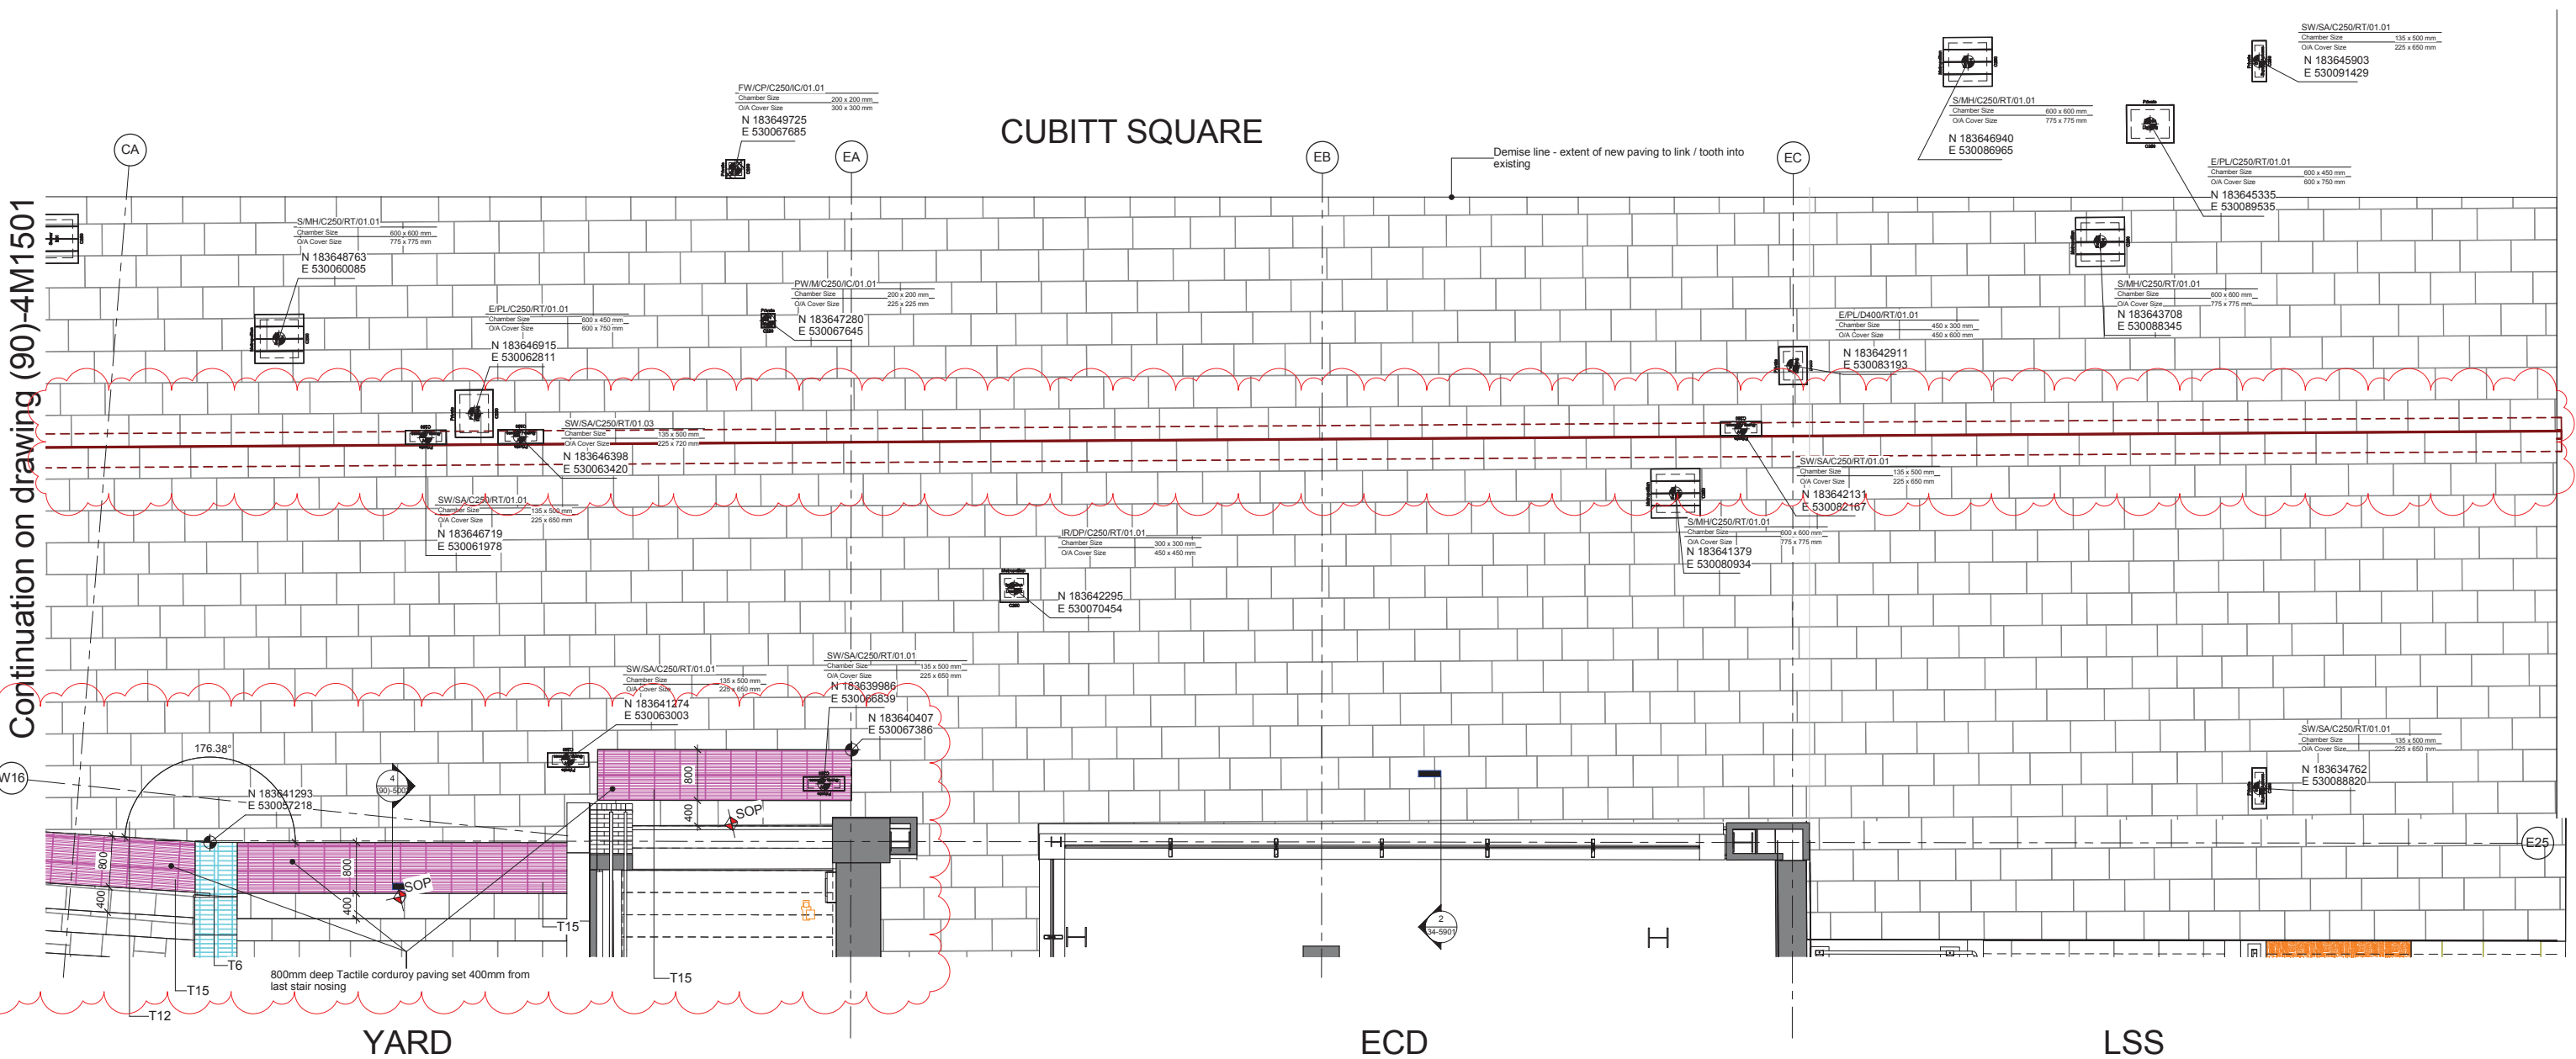 CUBITT SQUARE
Continuation on drawing (90)-4M1501
CA
EA
EB
EC
W16
E25
FW/CP/C250/IC/01.01
Chamber Size 200 x 200 mm
O/A Cover Size 300 x 300 mm
N 183649725
E 530067685
Demise line - extent of new paving to link / tooth into
existing
SW/SA/C250/RT/01.01
Chamber Size 135 x 500 mm
O/A Cover Size 225 x 650 mm
N 183645903
E 530091429
S/MH/C250/RT/01.01
Chamber Size 600 x 600 mm
O/A Cover Size 775 x 775 mm
N 183646940
E 530086965
E/PL/C250/RT/01.01
Chamber Size 600 x 450 mm
O/A Cover Size 600 x 750 mm
N 183645335
E 530089535
S/MH/C250/RT/01.01
Chamber Size 600 x 600 mm
O/A Cover Size 775 x 775 mm
N 183648763
E 530060085
E/PL/C250/RT/01.01
Chamber Size 600 x 450 mm
O/A Cover Size 600 x 750 mm
N 183646915
E 530062811
PW/M/C250/IC/01.01
Chamber Size 200 x 200 mm
O/A Cover Size 225 x 225 mm
N 183647280
E 530067645
S/MH/C250/RT/01.01
Chamber Size 600 x 600 mm
O/A Cover Size 775 x 775 mm
N 183643708
E 530088345
E/PL/D400/RT/01.01
Chamber Size 450 x 300 mm
O/A Cover Size 450 x 600 mm
N 183642911
E 530083193
SW/SA/C250/RT/01.03
Chamber Size 135 x 500 mm
O/A Cover Size 225 x 720 mm
N 183646398
E 530063420
SW/SA/C250/RT/01.01
Chamber Size 135 x 500 mm
O/A Cover Size 225 x 650 mm
N 183642131
E 530082167
SW/SA/C250/RT/01.01
Chamber Size 135 x 500 mm
O/A Cover Size 225 x 650 mm
N 183646719
E 530061978
S/MH/C250/RT/01.01
Chamber Size 600 x 600 mm
O/A Cover Size 775 x 775 mm
N 183641379
E 530080934
IR/DP/C250/RT/01.01
Chamber Size 300 x 300 mm
O/A Cover Size 450 x 450 mm
N 183642295
E 530070454
SW/SA/C250/RT/01.01
Chamber Size 135 x 500 mm
O/A Cover Size 225 x 650 mm
N 183641274
E 530063003
SW/SA/C250/RT/01.01
Chamber Size 135 x 500 mm
O/A Cover Size 225 x 650 mm
N 183639986
E 530066839
N 183640407
E 530067386
SW/SA/C250/RT/01.01
Chamber Size 135 x 500 mm
O/A Cover Size 225 x 650 mm
N 183634762
E 530088820
176.38°
N 183641293
E 530057218
4
(90)-500
800
400
SOP
800
400
800
400
SOP
2
34-5901
T15
T6
T15
T12
T15
800mm deep Tactile corduroy paving set 400mm from
last stair nosing
YARD
ECD
LSS